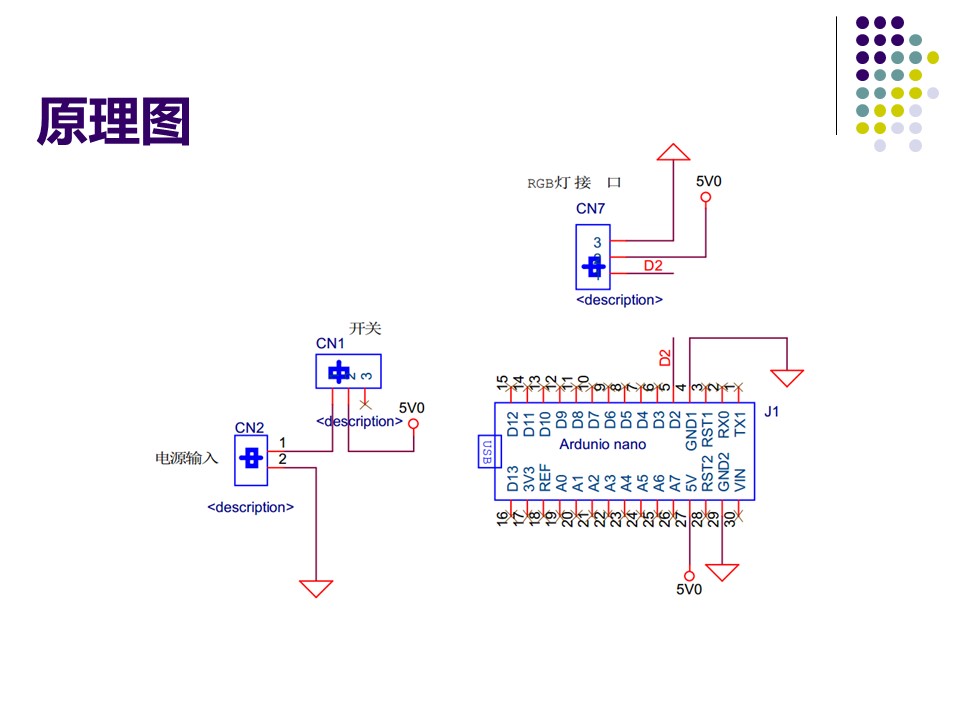 原理图
RGB灯接 口
5V0
CN7
3
D2
<description>
开关
CN1
2 3
5V0
<description>
CN2
1
2
电源输入
<description>
D2
15 14 13 12 11 10 9 8 7 6 5 4 3 2 1
J1
D12 D11 D10 D9 D8 D7 D6 D5 D4 D3 D2 GND1 RST1 RX0 TX1
Ardunio nano
USB
D13 3V3 REF A0 A1 A2 A3 A4 A5 A6 A7 5V RST2 GND2 VIN
16 17 18 19 20 21 22 23 24 25 26 27 28 29 30
5V0